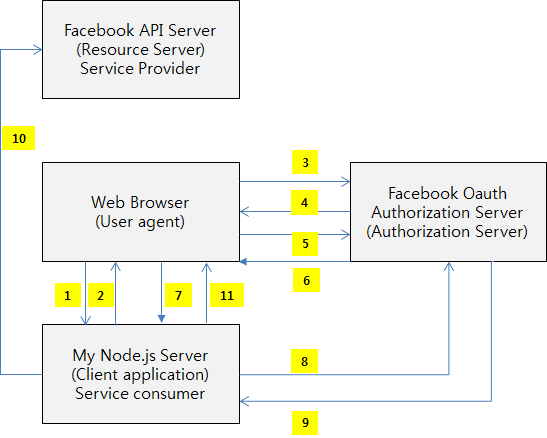 Facebook API Server
(Resource Server)
Service Provider
10
3
Web Browser
(User agent)
4
Facebook Oauth
Authorization Server
(Authorization Server)
5
6
1
2
7
11
My Node.js Server
(Client application)
Service consumer
8
9